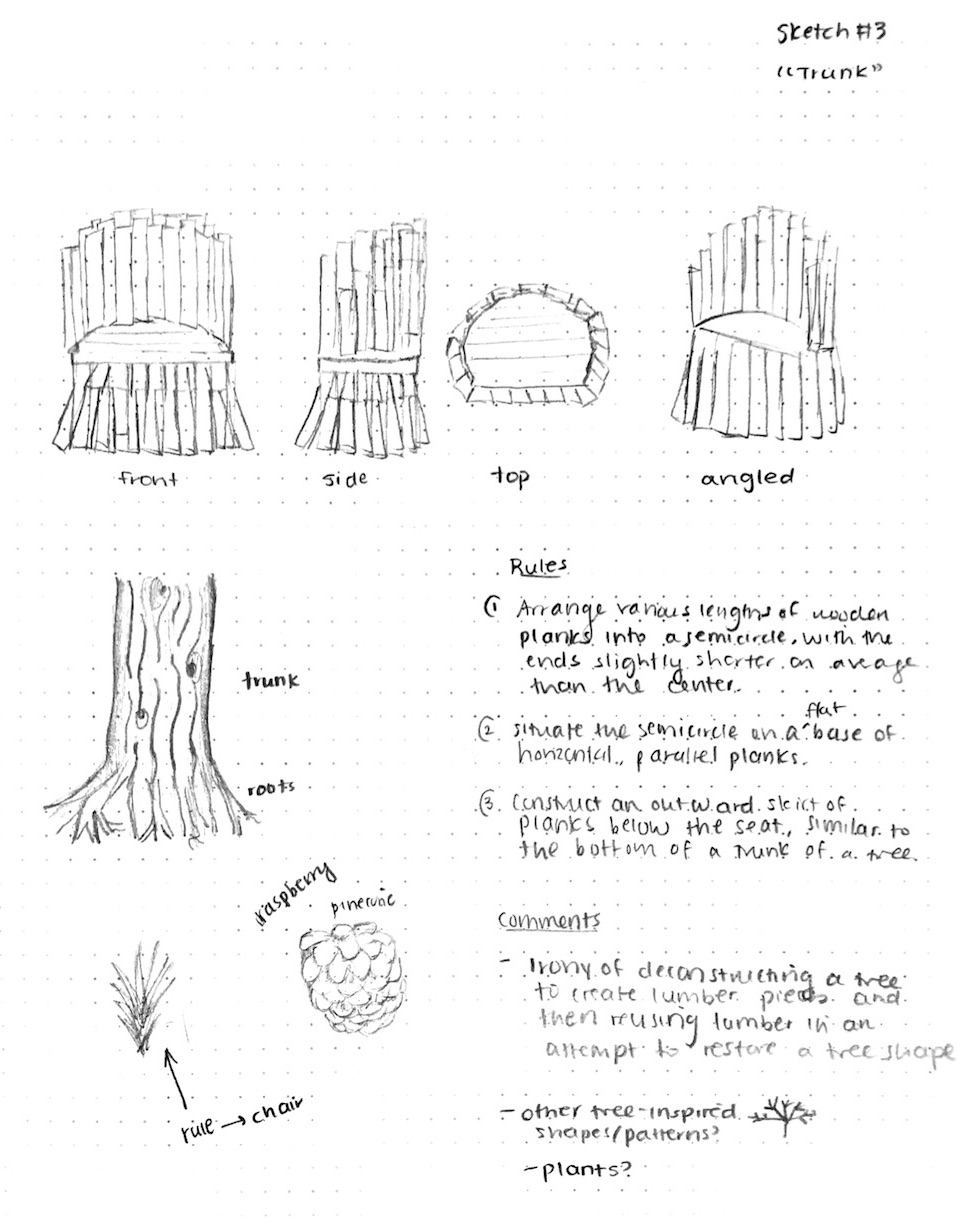 Sketch #3
"Trunk"
front
side
top
angled
trunk
roots
raspberry
pinecone
rule → chair
Rules
① Arrange various lengths of wooden
planks into a semicircle, with the
ends slightly shorter on aveage
than the center.
flat
② situate the semicircle on a ^ base of
horizontal, parallel planks.
③ Construct an outward skirt of
planks below the seat, similar to
the bottom of a trunk of a tree.
Comments
- Irony of deconstructing a tree
to create lumber pieces and
then reusing lumber in an
attempt to restore a tree shape
- other tree-inspired
shapes/patterns?
- plants?